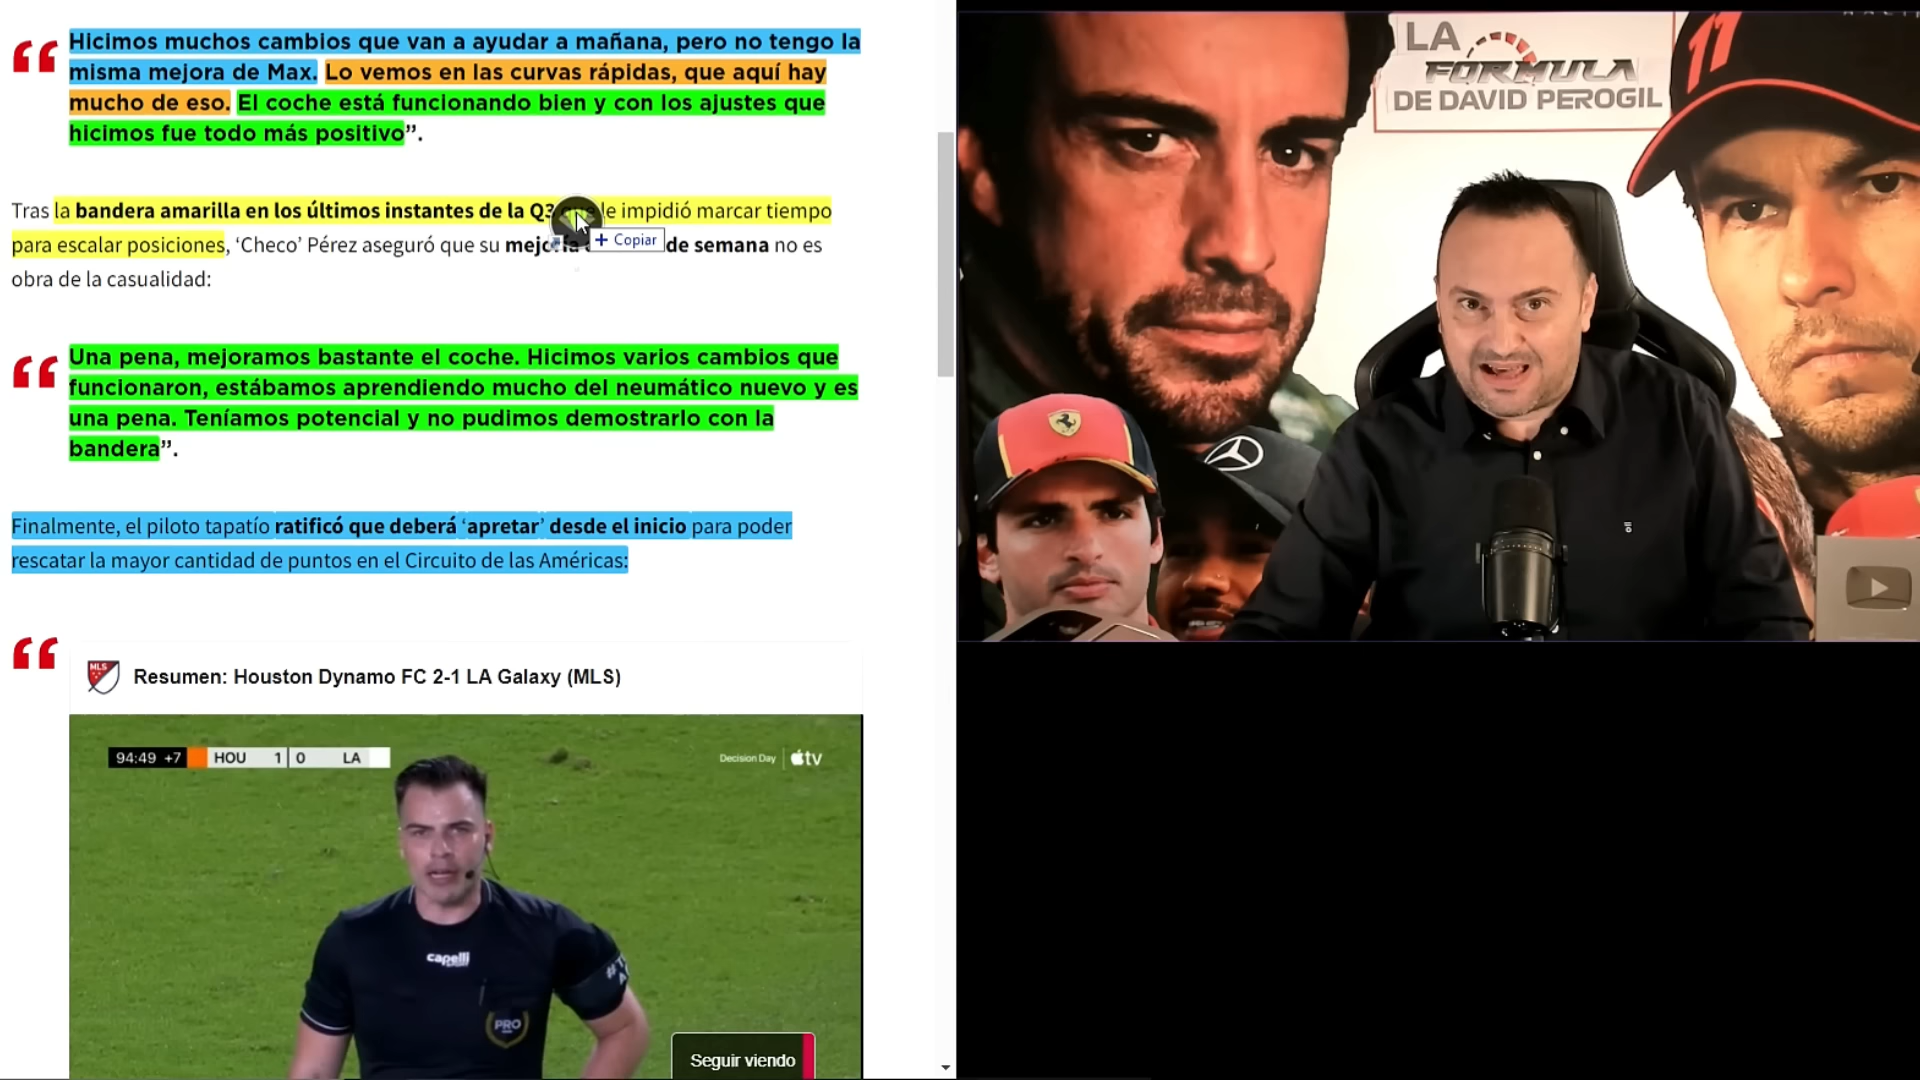 Hicimos muchos cambios que van a ayudar a mañana, pero no tengo la
misma mejora de Max. Lo vemos en las curvas rápidas, que aquí hay
mucho de eso. El coche está funcionando bien y con los ajustes que
hicimos fue todo más positivo”.
Tras la bandera amarilla en los últimos instantes de la Q3 que le impidió marcar tiempo
para escalar posiciones, ‘Checo’ Pérez aseguró que su de semana no es
+ Copiar
obra de la casualidad:
Una pena, mejoramos bastante el coche. Hicimos varios cambios que
funcionaron, estábamos aprendiendo mucho del neumático nuevo y es
una pena. Teníamos potencial y no pudimos demostrarlo con la
bandera”.
Finalmente, el piloto tapatío ratificó que deberá ‘apretar’ desde el inicio para poder
rescatar la mayor cantidad de puntos en el Circuito de las Américas:
MLS
Resumen: Houston Dynamo FC 2-1 LA Galaxy (MLS)
94:49 +7 HOU 1 0 LA
Decision Day tv
capelli
PRO
Seguir viendo
LA
FÓRMULA
DE DAVID PEROGIL
11